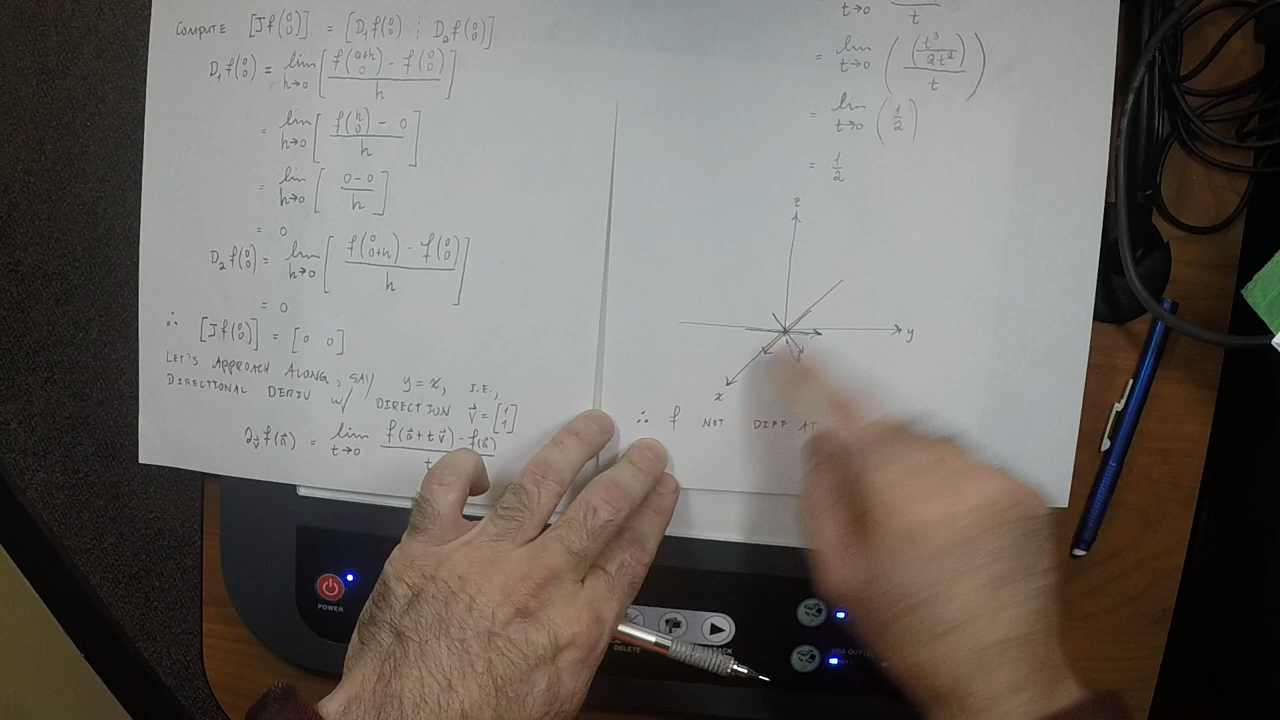 COMPUTE [Jf(0 0)] = [D₁f(0 0) ⋮ D₂f(0 0)]
D₁f(0 0) = lim h→0 [ (f(0+h 0) - f(0 0)) / h ]
= lim h→0 [ (f(h 0) - 0) / h ]
= lim h→0 [ (0-0) / h ]
= 0
D₂f(0 0) = lim h→0 [ (f(0 0+h) - f(0 0)) / h ]
= 0
∴ [Jf(0 0)] = [0 0]
LET'S APPROACH ALONG, SAY y = x, I.E.,
DIRECTIONAL DERIV w/ DIRECTION v⃗ = [1 1]
∂v⃗ f(a⃗) = lim t→0 (f(a⃗ + t v⃗) - f(a⃗)) / t
t→0 t
= lim t→0 ( (t³ / 2t²) / t )
= lim t→0 ( 1/2 )
= 1/2
z
y
x
∴ f NOT DIFF AT
POWER
DELETE